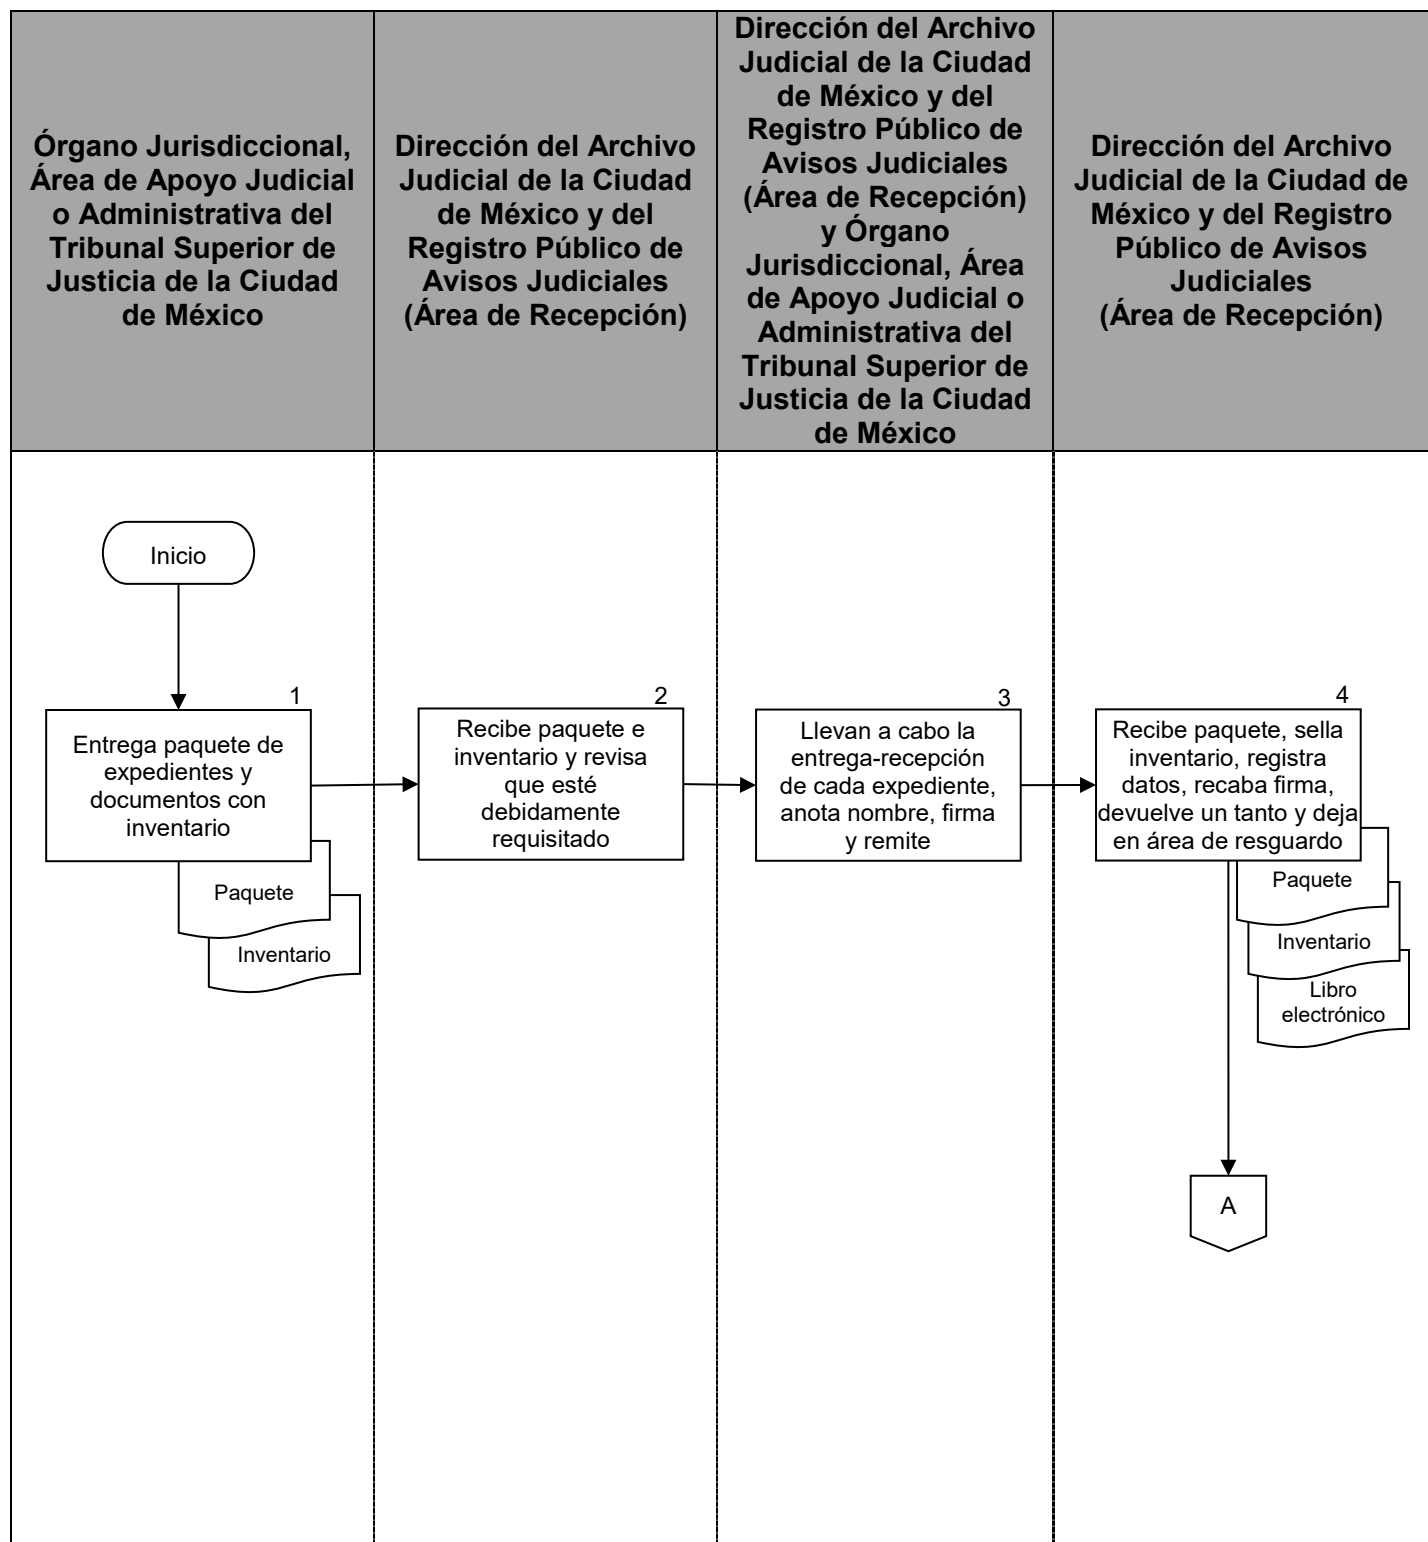 Órgano Jurisdiccional,
Área de Apoyo Judicial
o Administrativa del
Tribunal Superior de
Justicia de la Ciudad
de México
Dirección del Archivo
Judicial de la Ciudad
de México y del
Registro Público de
Avisos Judiciales
(Área de Recepción)
Dirección del Archivo
Judicial de la Ciudad
de México y del
Registro Público de
Avisos Judiciales
(Área de Recepción)
y Órgano
Jurisdiccional, Área
de Apoyo Judicial o
Administrativa del
Tribunal Superior de
Justicia de la Ciudad
de México
Dirección del Archivo
Judicial de la Ciudad de
México y del Registro
Público de Avisos
Judiciales
(Área de Recepción)
Inicio
1
Entrega paquete de
expedientes y
documentos con
inventario
Paquete
Inventario
2
Recibe paquete e
inventario y revisa
que esté
debidamente
requisitado
3
Llevan a cabo la
entrega-recepción
de cada expediente,
anota nombre, firma
y remite
4
Recibe paquete, sella
inventario, registra
datos, recaba firma,
devuelve un tanto y deja
en área de resguardo
Paquete
Inventario
Libro
electrónico
A